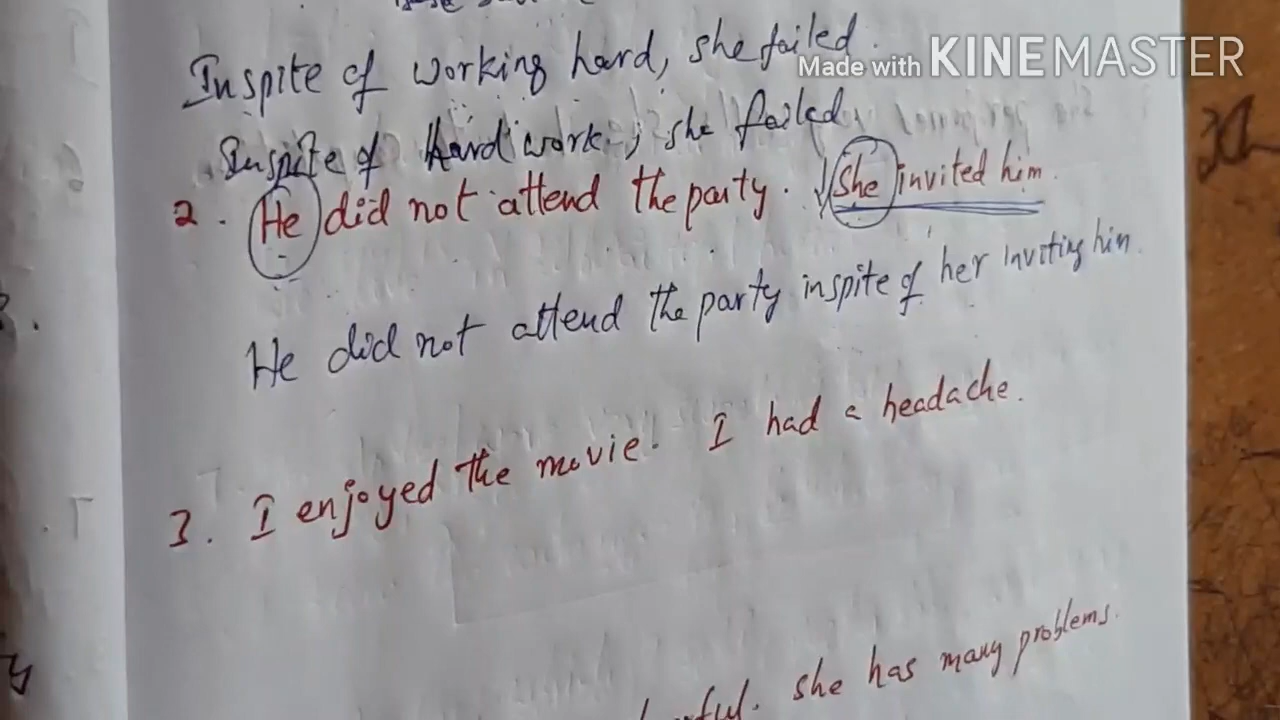 Inspite of working hard, she failed.
Made with KINEMASTER
Inspite of Hard work, she failed
2. He did not attend the party. She invited him.
He did not attend the party inspite of her inviting him.
3. I enjoyed the movie. I had a headache.
she has many problems.